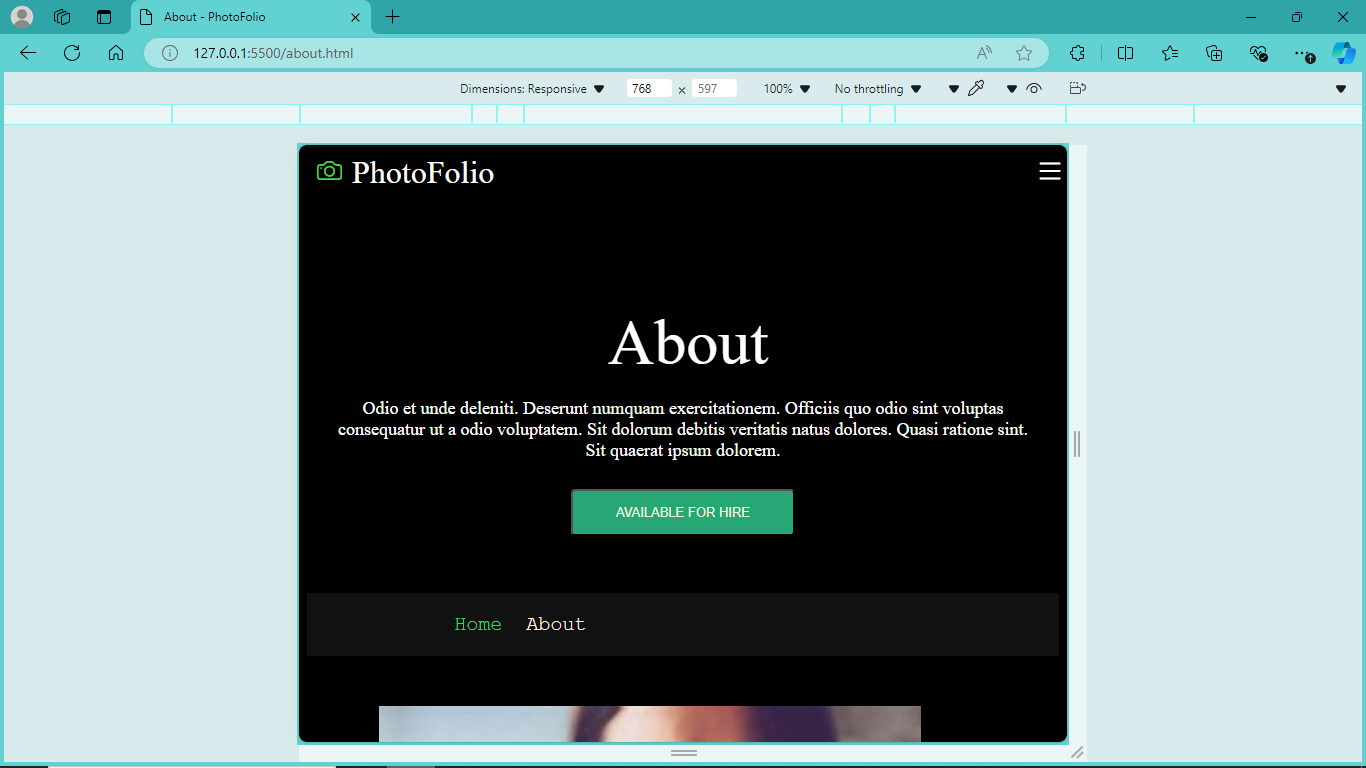 About - PhotoFolio
127.0.0.1:5500/about.html
Dimensions: Responsive 768 × 597 100% No throttling
PhotoFolio
About
Odio et unde deleniti. Deserunt numquam exercitationem. Officiis quo odio sint voluptas
consequatur ut a odio voluptatem. Sit dolorum debitis veritatis natus dolores. Quasi ratione sint.
Sit quaerat ipsum dolorem.
AVAILABLE FOR HIRE
Home About